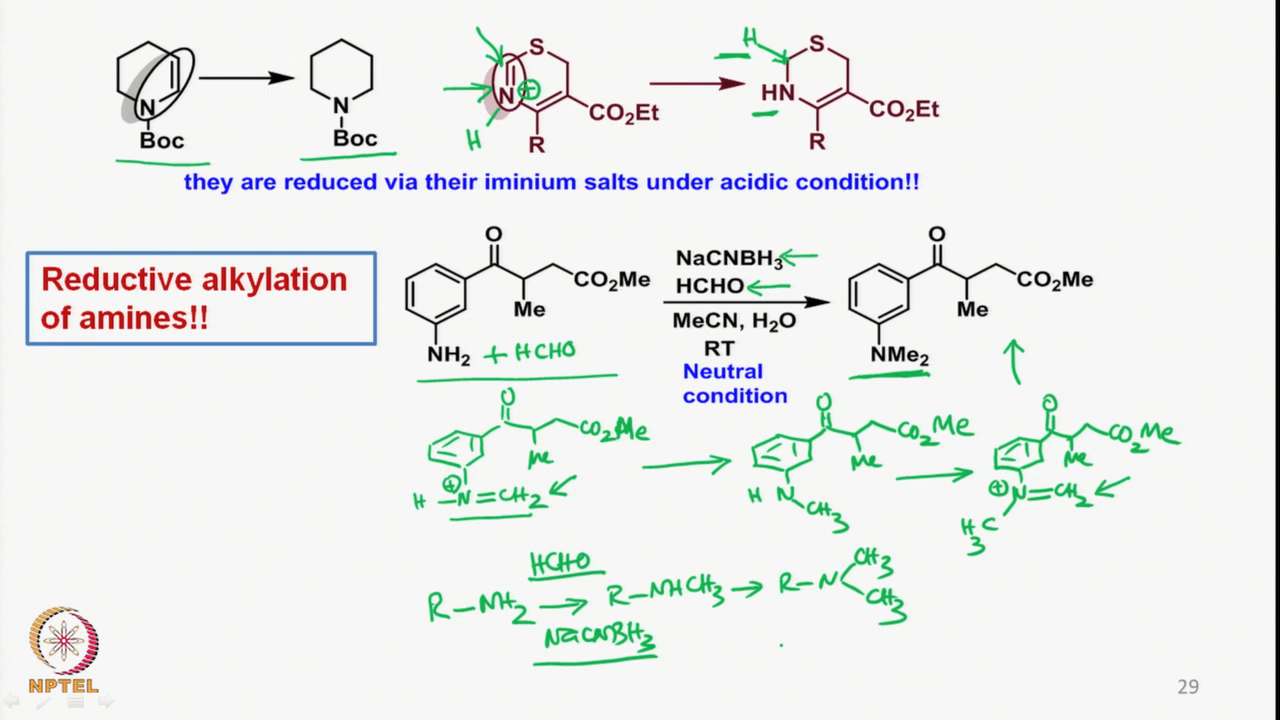 N
Boc
N
Boc
S
N ⊕
H
CO2Et
R
H
S
HN
CO2Et
R
they are reduced via their iminium salts under acidic condition!!
Reductive alkylation
of amines!!
O
CO2Me
Me
NH2 + HCHO
NaCNBH3
HCHO
MeCN, H2O
RT
Neutral
condition
O
CO2Me
Me
NMe2
O
CO2Me
Me
⊕
H—N=CH2
O
CO2Me
Me
H N
CH3
O
CO2Me
Me
⊕ N=CH2
H3C
HCHO
R—NH2 → R—NHCH3 → R—N
CH3
CH3
NaCNBH3
NPTEL
29